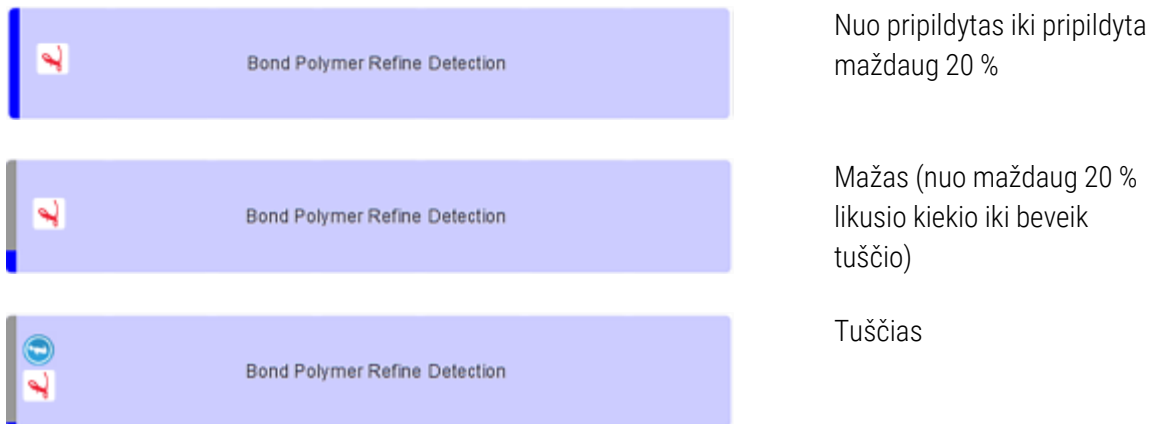 Bond Polymer Refine Detection
Nuo pripildytas iki pripildyta
maždaug 20 %
Bond Polymer Refine Detection
Mažas (nuo maždaug 20 %
likusio kiekio iki beveik
tuščio)
Bond Polymer Refine Detection
Tuščias